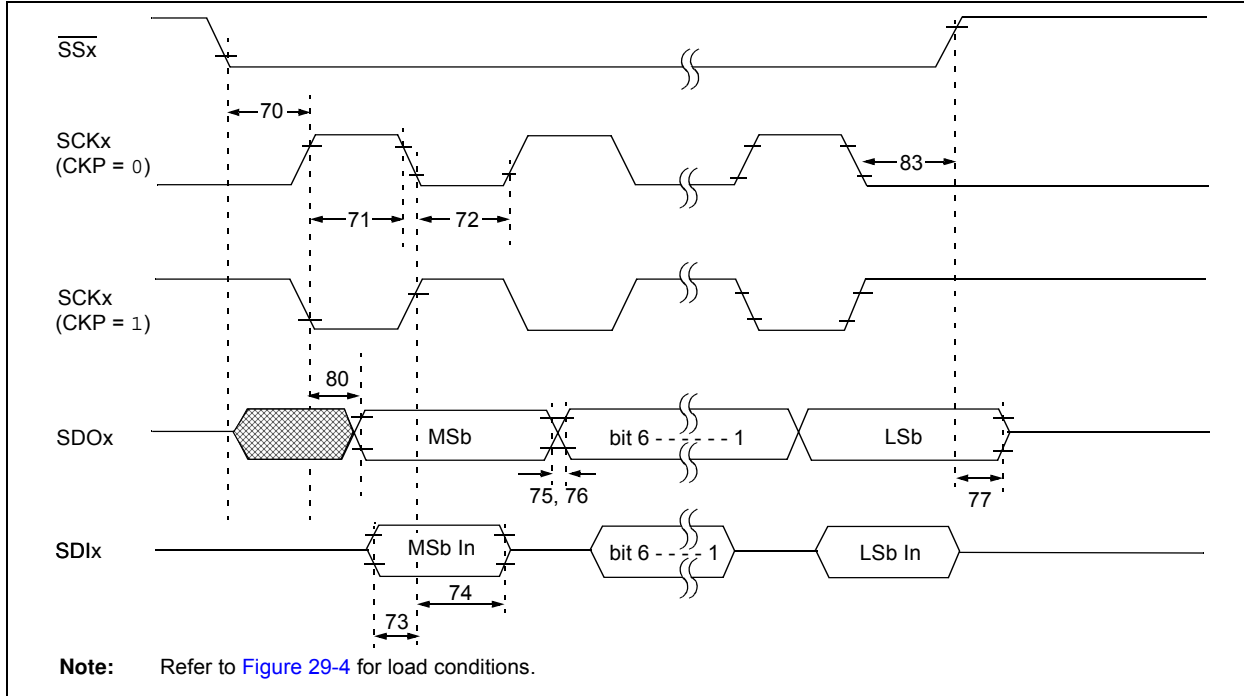 SSx
70
SCKx
(CKP = 0)
83
71
72
SCKx
(CKP = 1)
80
SDOx
MSb
bit 6 - - - - - - 1
LSb
75, 76
77
SDIx
MSb In
bit 6 - - - - 1
LSb In
74
73
Note: Refer to Figure 29-4 for load conditions.